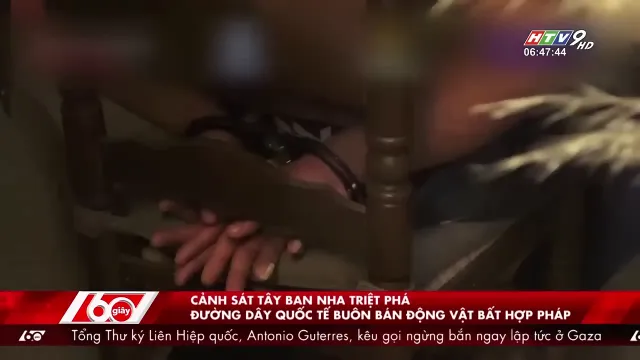 HTV9 HD
06:47:44
60 giây
CẢNH SÁT TÂY BAN NHA TRIỆT PHÁ
ĐƯỜNG DÂY QUỐC TẾ BUÔN BÁN ĐỘNG VẬT BẤT HỢP PHÁP
60 giây
Tổng Thư ký Liên Hiệp quốc, Antonio Guterres, kêu gọi ngừng bắn ngay lập tức ở Gaza